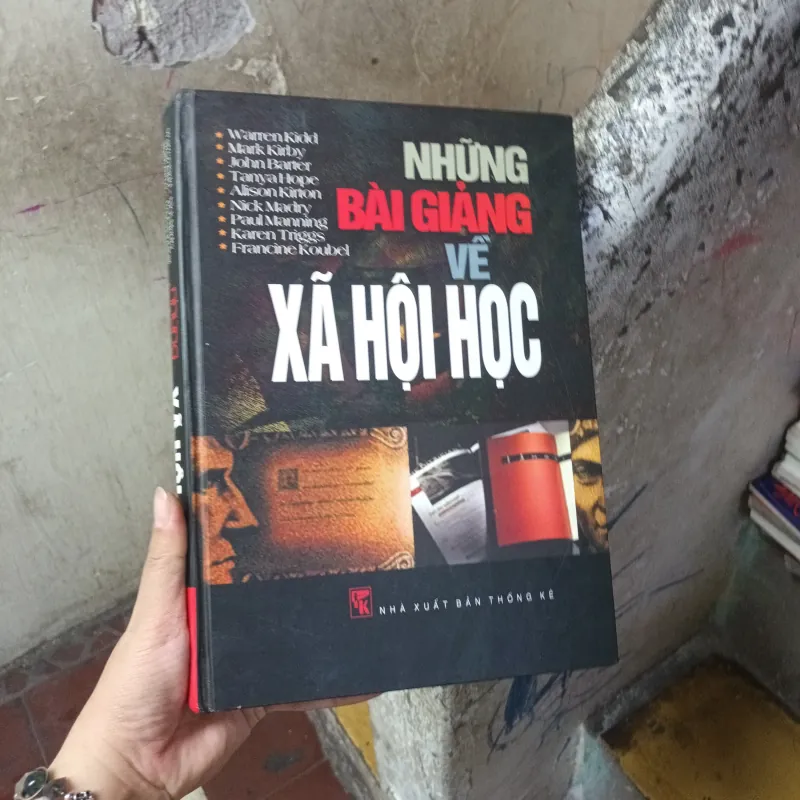 ★ Warren Kidd
★ Mark Kirby
★ John Barter
★ Tanya Hope
★ Alison Kirton
★ Nick Madry
★ Paul Manning
★ Karen Triggs
★ Francine Koubel
NHỮNG
BÀI GIẢNG
VỀ
XÃ HỘI HỌC
TK
NHÀ XUẤT BẢN THỐNG KÊ